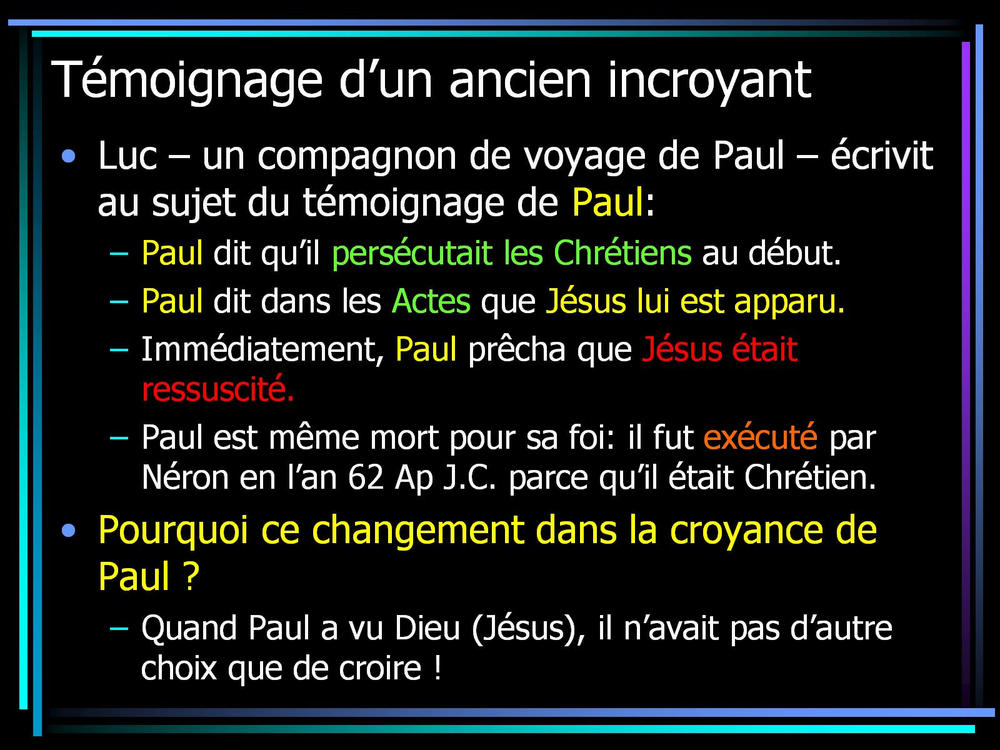 Témoignage d’un ancien incroyant
• Luc – un compagnon de voyage de Paul – écrivit
au sujet du témoignage de Paul:
– Paul dit qu’il persécutait les Chrétiens au début.
– Paul dit dans les Actes que Jésus lui est apparu.
– Immédiatement, Paul prêcha que Jésus était
ressuscité.
– Paul est même mort pour sa foi: il fut exécuté par
Néron en l’an 62 Ap J.C. parce qu’il était Chrétien.
• Pourquoi ce changement dans la croyance de
Paul ?
– Quand Paul a vu Dieu (Jésus), il n’avait pas d’autre
choix que de croire !